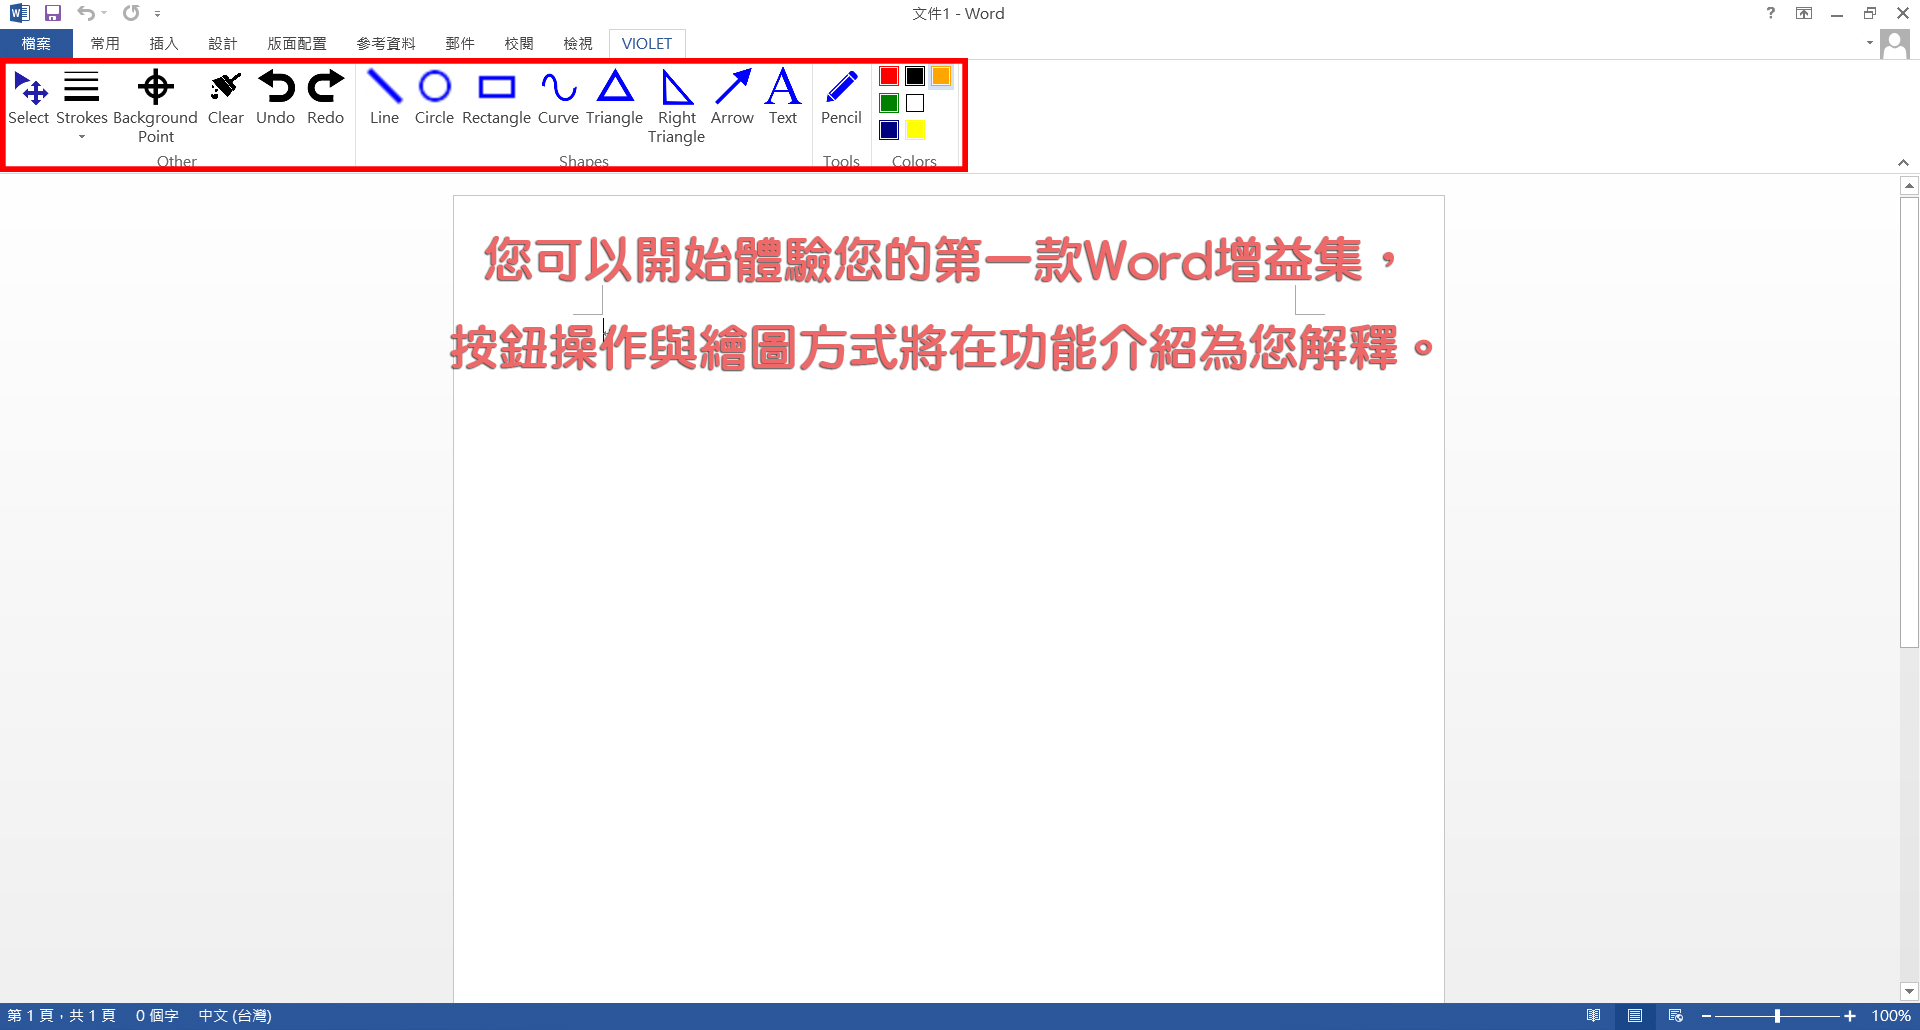 文件1 - Word
檔案 常用 插入 設計 版面配置 參考資料 郵件 校閱 檢視 VIOLET
Select Strokes Background Point Clear Undo Redo
Other
Line Circle Rectangle Curve Triangle Right Triangle Arrow Text
Shapes
Pencil
Tools
Colors
您可以開始體驗您的第一款Word增益集，
按鈕操作與繪圖方式將在功能介紹為您解釋。
第 1 頁，共 1 頁 0 個字 中文 (台灣) 100%